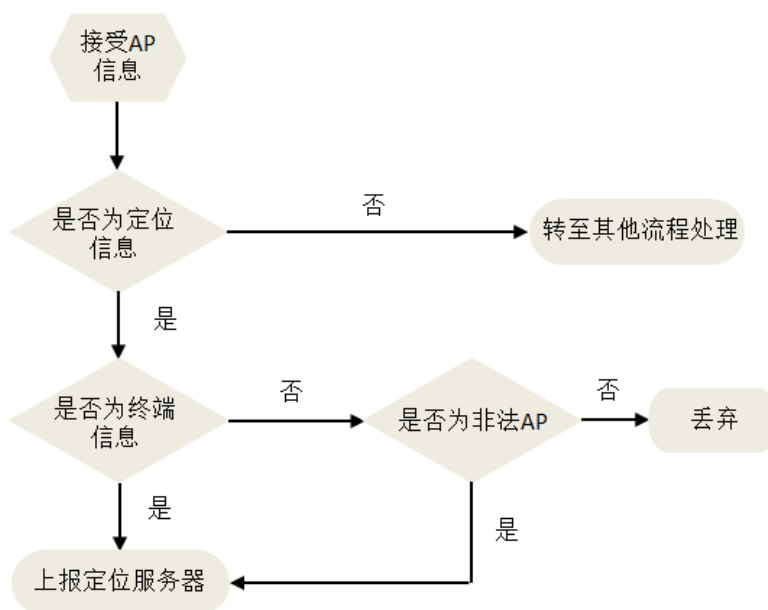 接受AP
信息
是否为定位
信息
否
转至其他流程处理
是
是否为终端
信息
否
是否为非法AP
否
丢弃
是
是
上报定位服务器